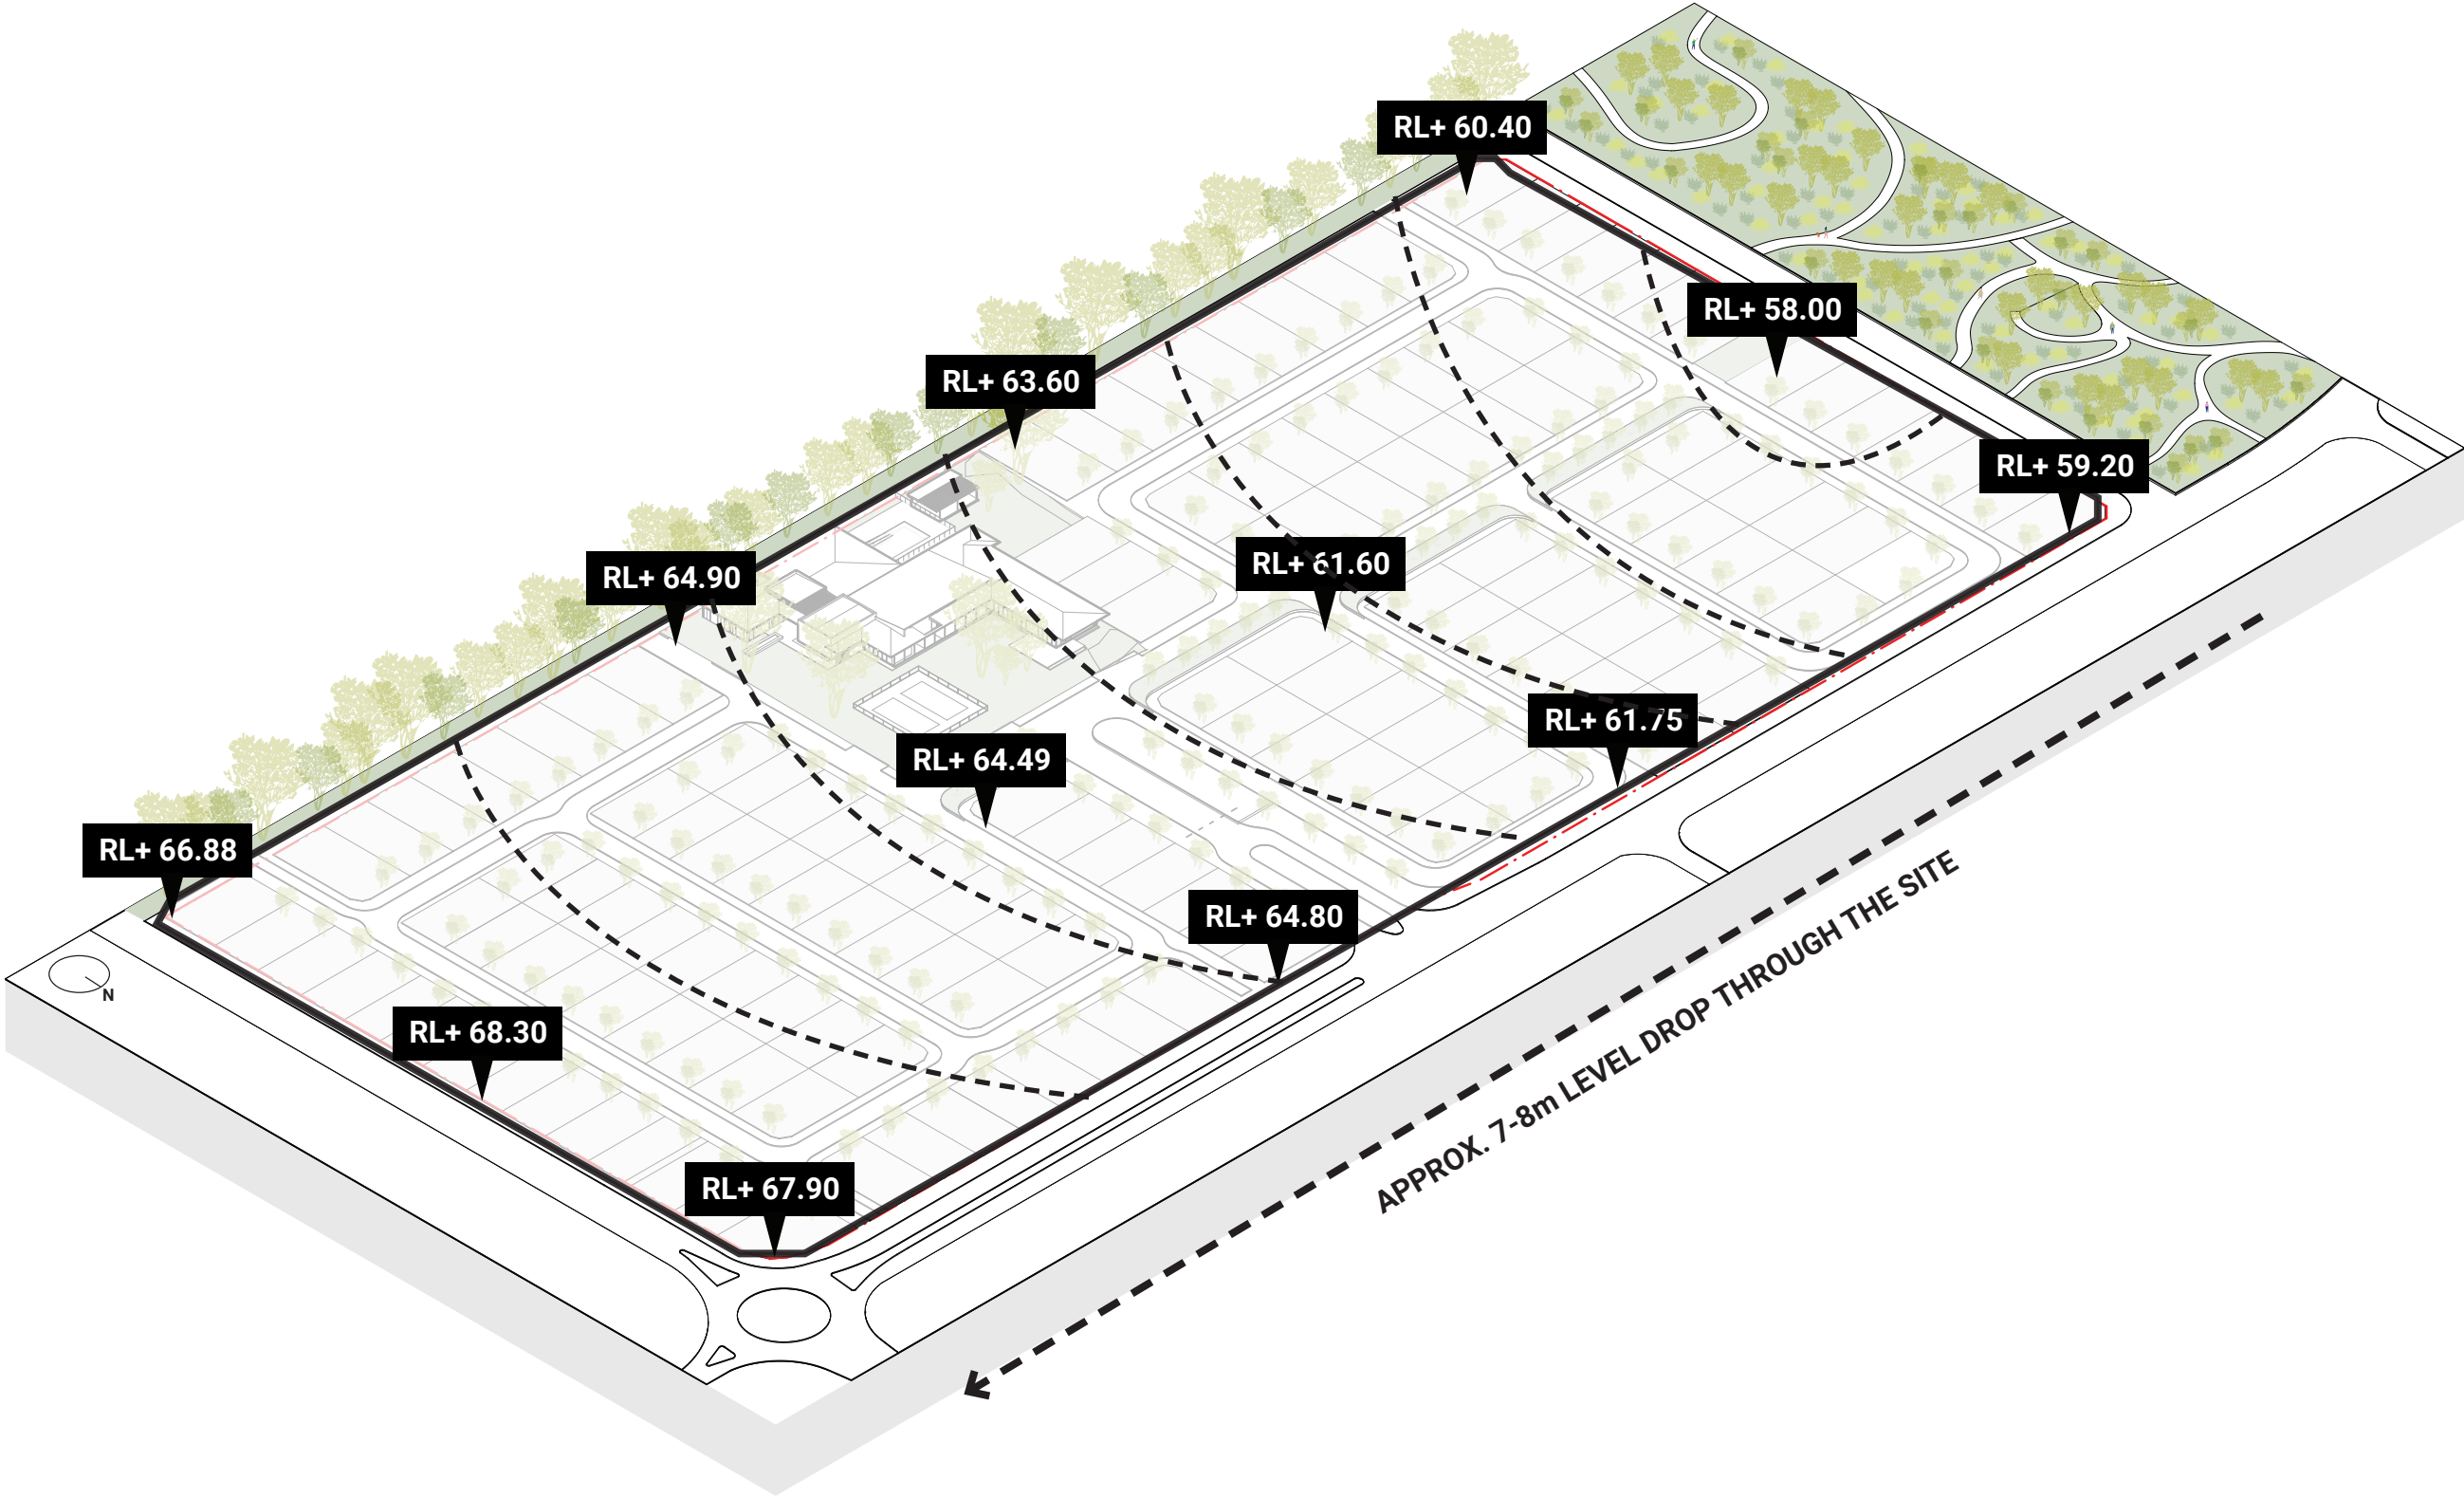 RL+ 60.40
RL+ 58.00
RL+ 63.60
RL+ 59.20
RL+ 64.90
RL+ 61.60
RL+ 61.75
RL+ 64.49
RL+ 66.88
RL+ 64.80
N
RL+ 68.30
RL+ 67.90
APPROX. 7-8m LEVEL DROP THROUGH THE SITE